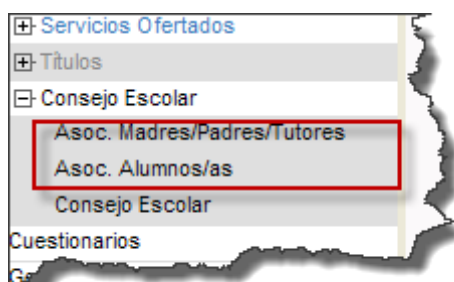 Servicios Ofertados
Títulos
Consejo Escolar
Asoc. Madres/Padres/Tutores
Asoc. Alumnos/as
Consejo Escolar
Cuestionarios